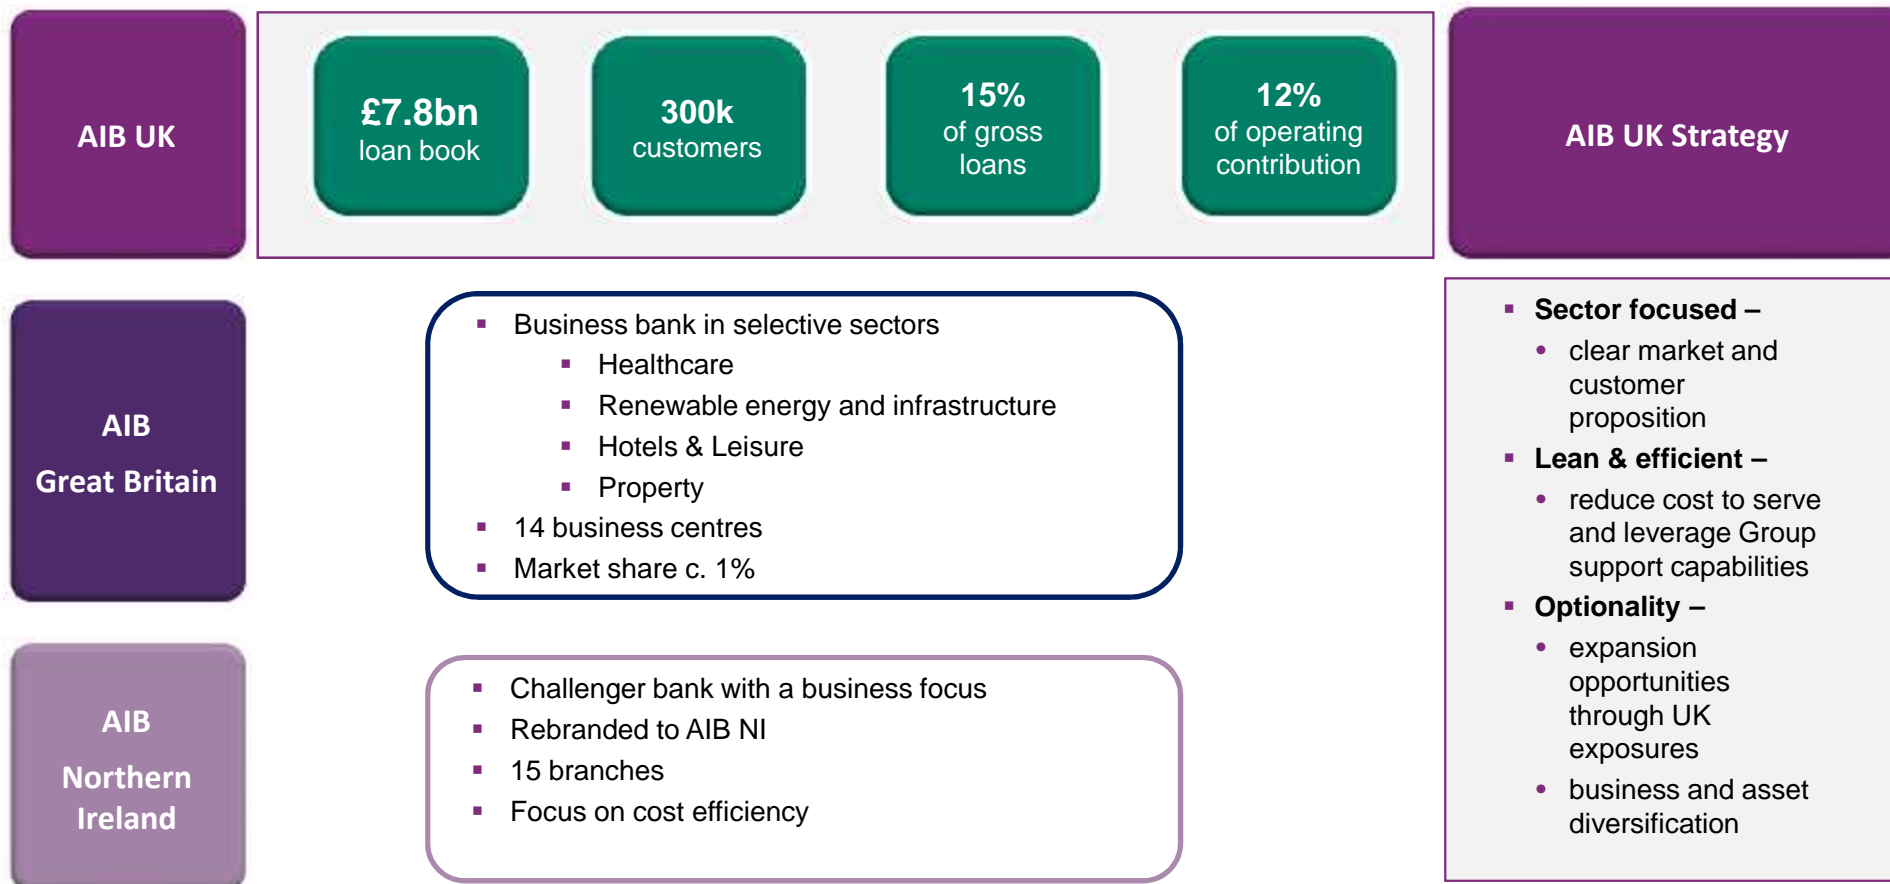 AIB UK
£7.8bn
loan book
300k
customers
15%
of gross
loans
12%
of operating
contribution
AIB UK Strategy
AIB
Great Britain
▪ Business bank in selective sectors
▪ Healthcare
▪ Renewable energy and infrastructure
▪ Hotels & Leisure
▪ Property
▪ 14 business centres
▪ Market share c. 1%
AIB
Northern
Ireland
▪ Challenger bank with a business focus
▪ Rebranded to AIB NI
▪ 15 branches
▪ Focus on cost efficiency
▪ Sector focused –
• clear market and
customer
proposition
▪ Lean & efficient –
• reduce cost to serve
and leverage Group
support capabilities
▪ Optionality –
• expansion
opportunities
through UK
exposures
• business and asset
diversification